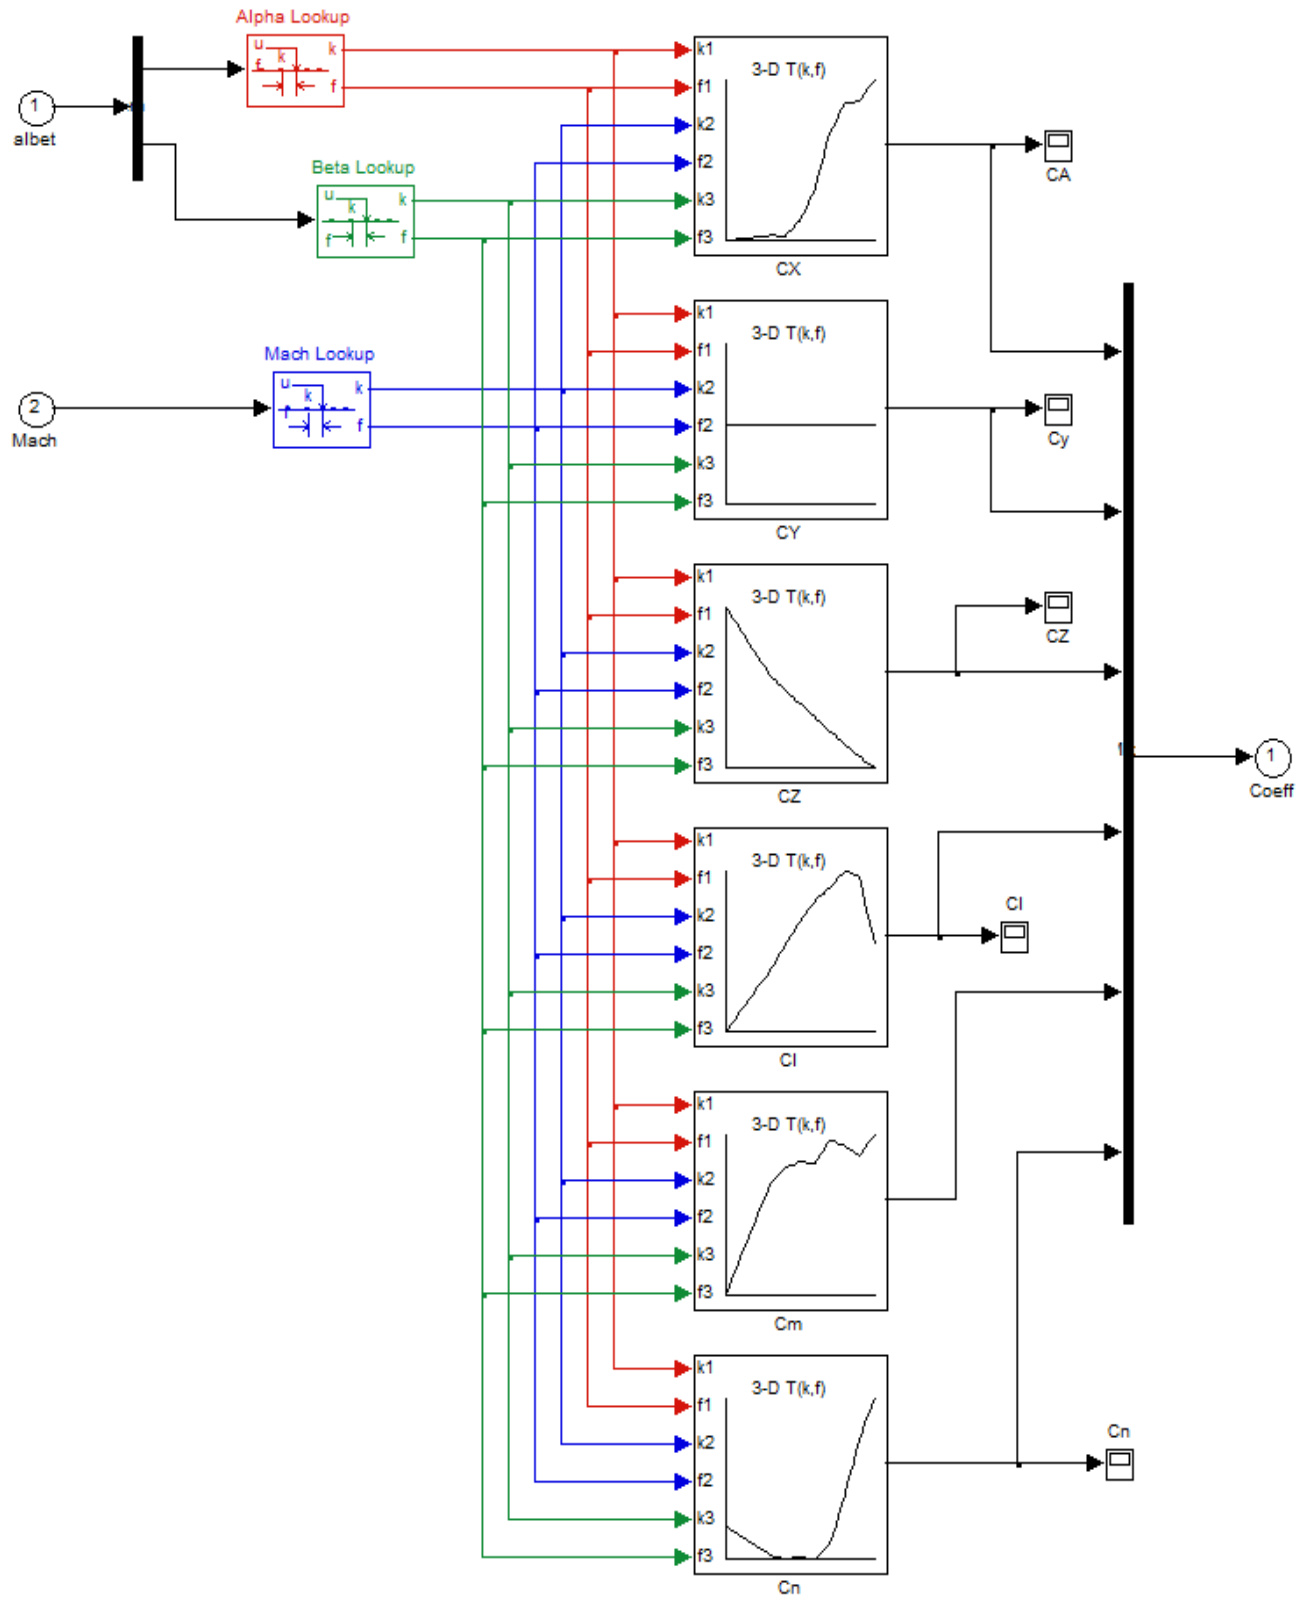 Alpha Lookup
u
k
f
k
f
1
albet
Beta Lookup
u
k
f
k
f
Mach Lookup
u
k
f
k
f
2
Mach
3-D T(k,f)
k1
f1
k2
f2
k3
f3
CX
CA
3-D T(k,f)
k1
f1
k2
f2
k3
f3
CY
Cy
3-D T(k,f)
k1
f1
k2
f2
k3
f3
CZ
CZ
1
Coeff
3-D T(k,f)
k1
f1
k2
f2
k3
f3
Cl
Cl
3-D T(k,f)
k1
f1
k2
f2
k3
f3
Cm
3-D T(k,f)
k1
f1
k2
f2
k3
f3
Cn
Cn